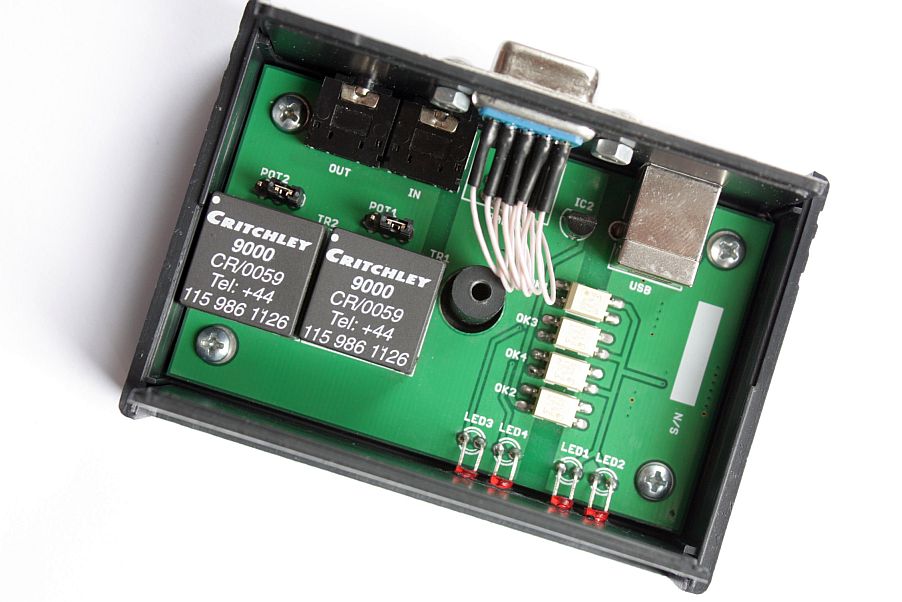 OUT
IN
POT2
POT1
TR2
TR1
IC2
USB
CRITCHLEY
9000
CR/0059
Tel: +44
115 986 1126
CRITCHLEY
9000
CR/0059
Tel: +44
115 986 1126
OK3
OK4
OK2
N/S
LED3
LED4
LED1
LED2